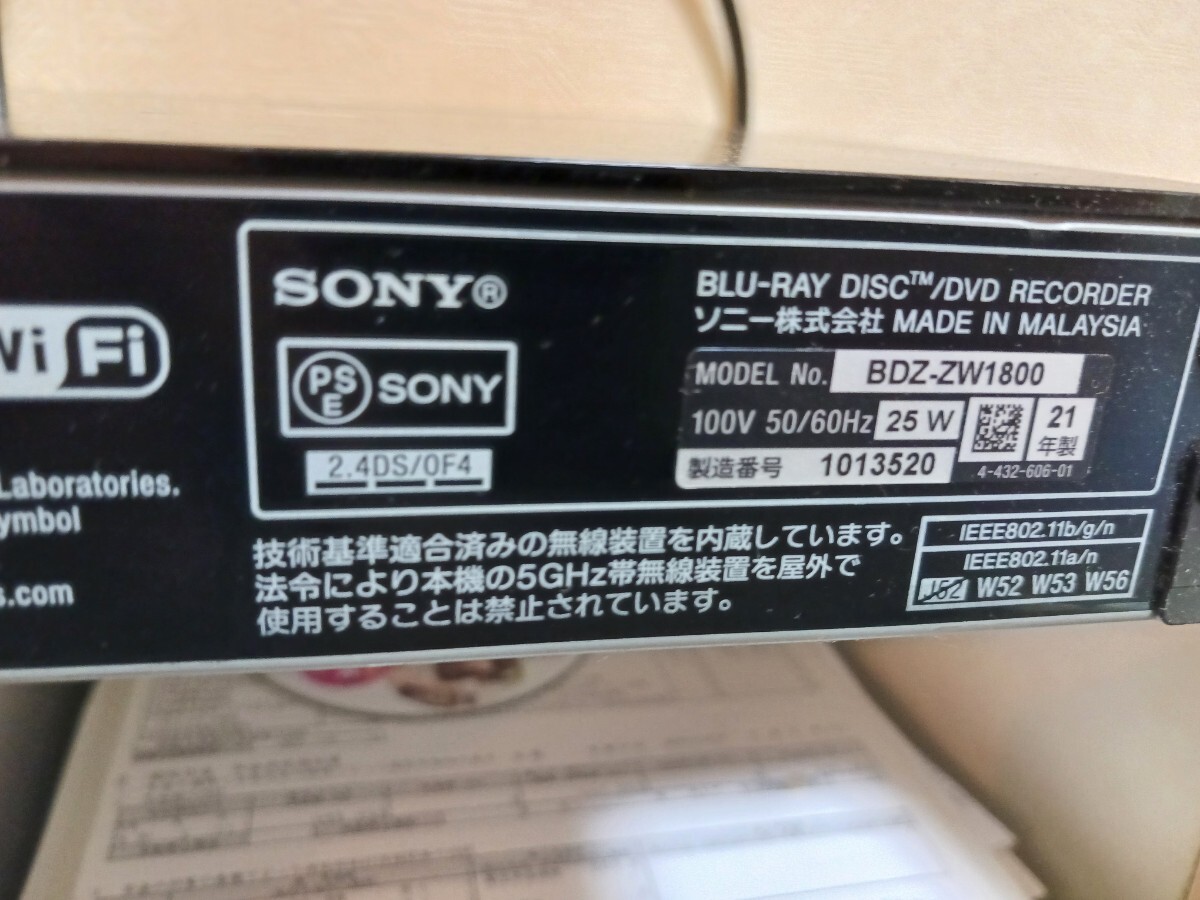 Wi Fi
Laboratories.
ymbol
s.com
SONY®
PSE SONY
2.4DS/OF4
BLU-RAY DISC™/DVD RECORDER
ソニー株式会社 MADE IN MALAYSIA
MODEL No. BDZ-ZW1800
100V 50/60Hz 25 W 21年製
製造番号 1013520 4-432-606-01
技術基準適合済みの無線装置を内蔵しています。
法令により本機の5GHz帯無線装置を屋外で
使用することは禁止されています。
IEEE802.11b/g/n
IEEE802.11a/n
J52 W52 W53 W56